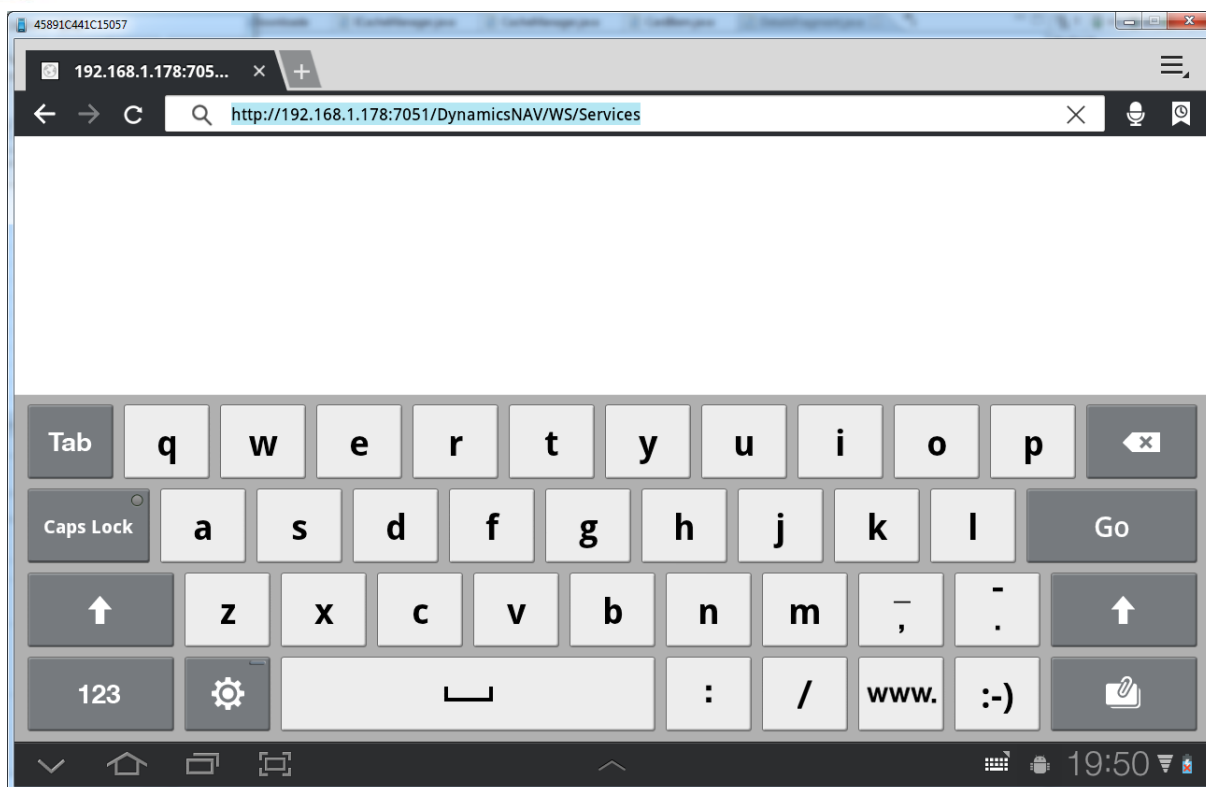 45891C441C15057
192.168.1.178:705...
http://192.168.1.178:7051/DynamicsNAV/WS/Services
Tab q w e r t y u i o p
Caps Lock a s d f g h j k l Go
z x c v b n m _ , - .
123 : / www. :-)
19:50